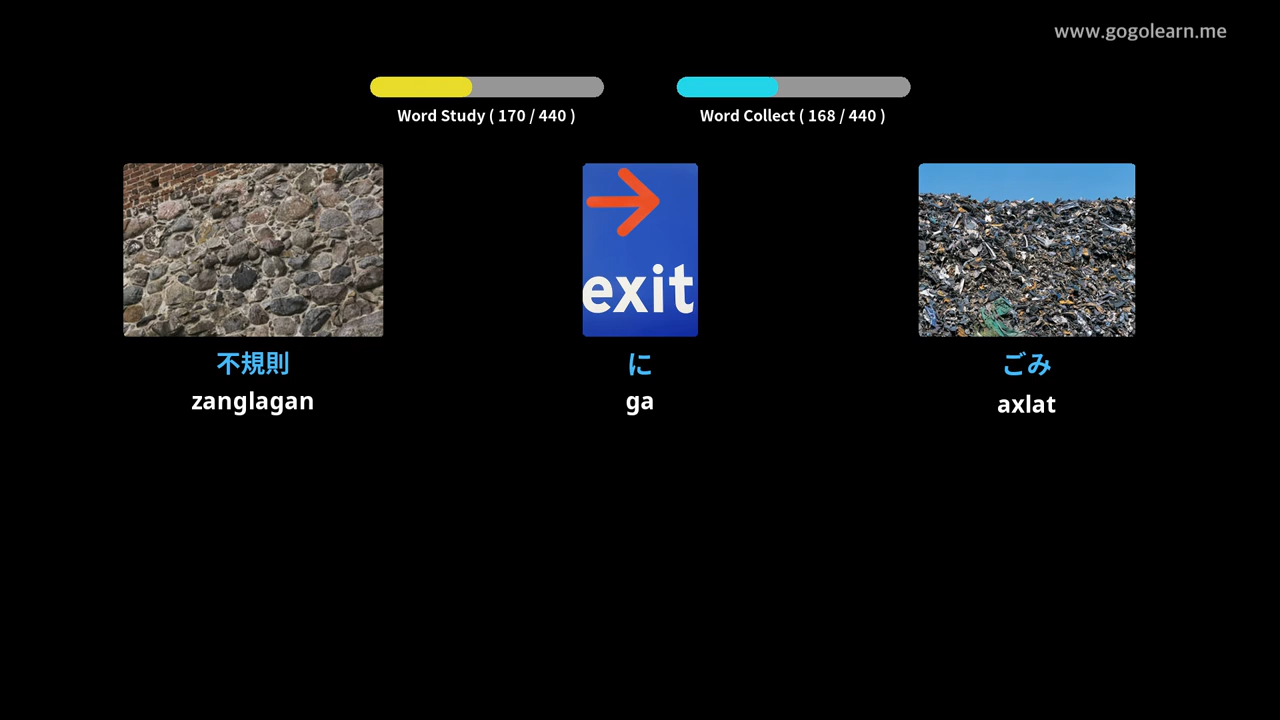 www.gogolearn.me
Word Study ( 170 / 440 )
Word Collect ( 168 / 440 )
exit
不規則
zanglagan
に
ga
ごみ
axlat